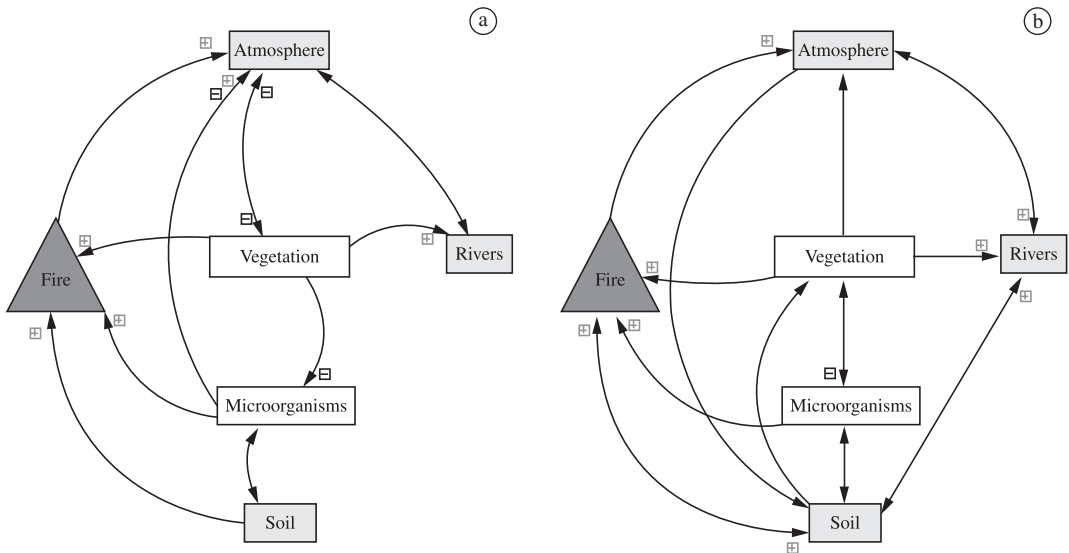 a
Atmosphere
Fire
Vegetation
Rivers
Microorganisms
Soil
b
Atmosphere
Fire
Vegetation
Rivers
Microorganisms
Soil